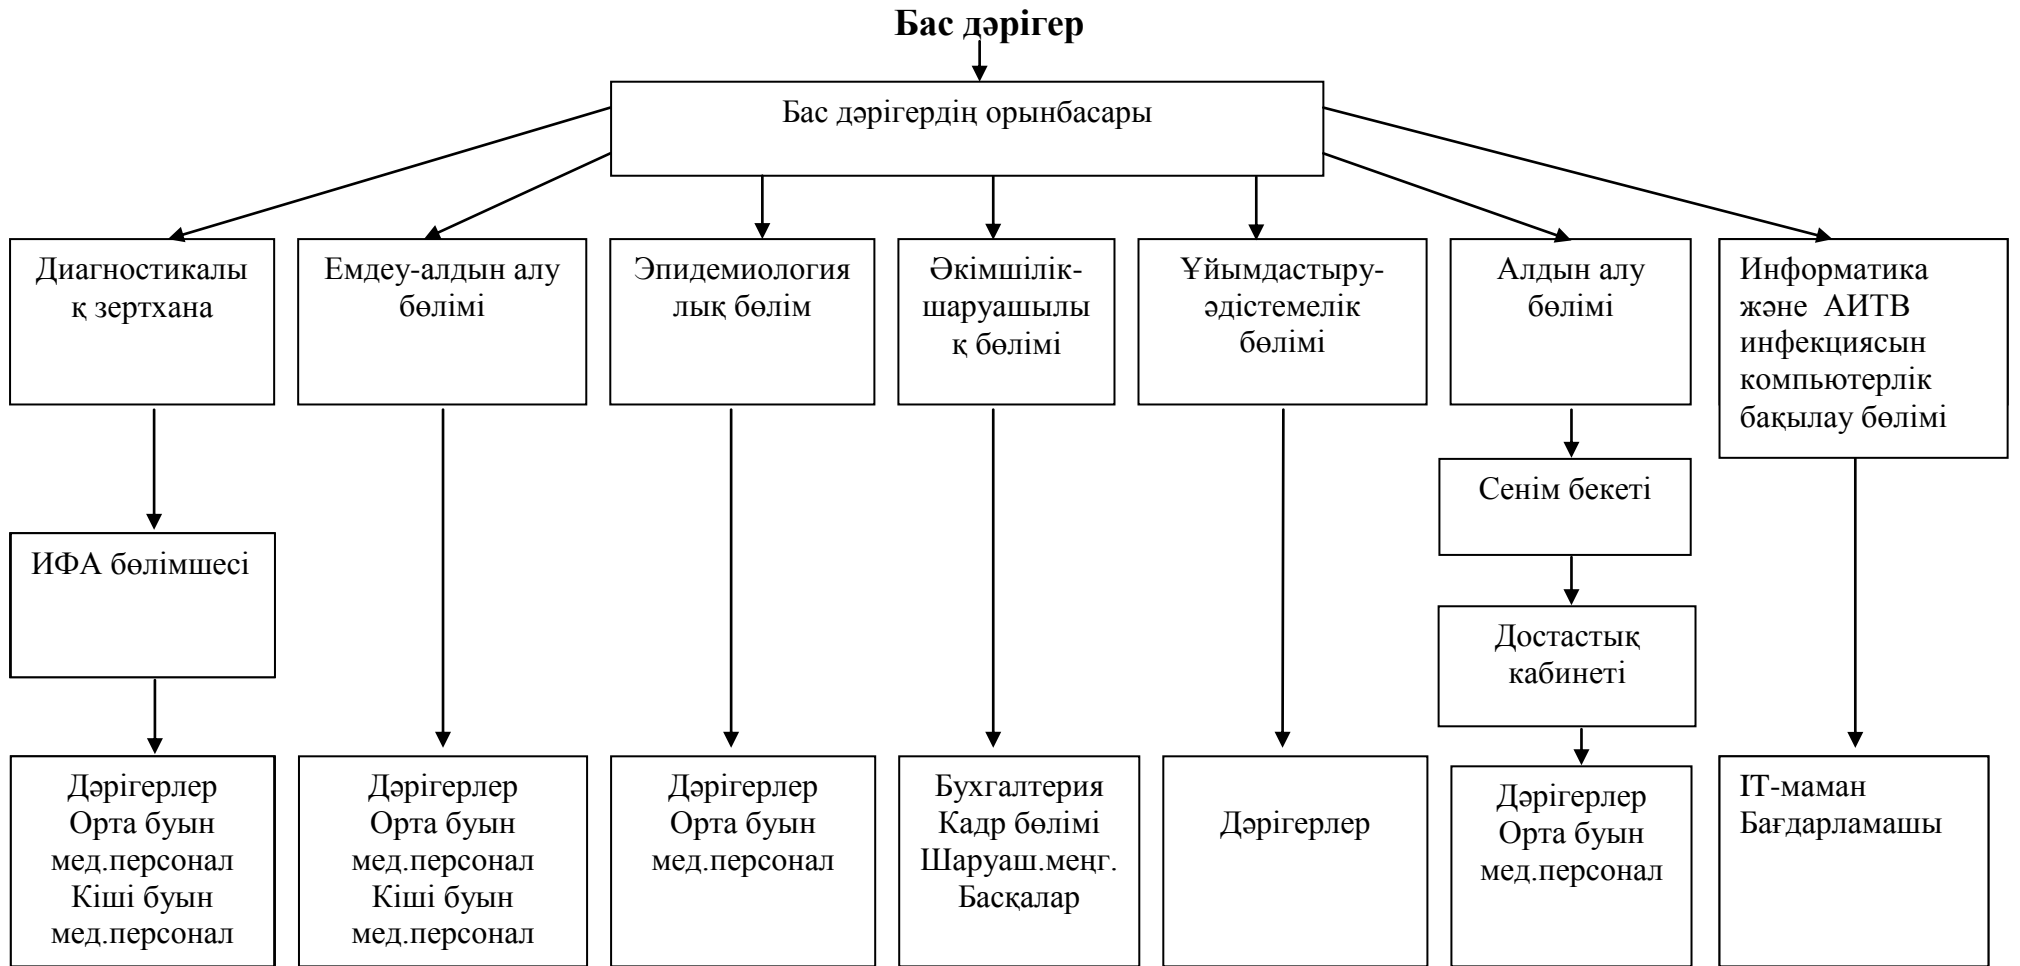 Бас дәрігер
Бас дәрігердің орынбасары
Диагностикалы
қ зертхана
Емдеу-алдын алу
бөлімі
Эпидемиология
лық бөлім
Әкімшілік-
шаруашылы
қ бөлімі
Ұйымдастыру-
әдістемелік
бөлімі
Алдын алу
бөлімі
Информатика
және АИТВ
инфекциясын
компьютерлік
бақылау бөлімі
Сенім бекеті
ИФА бөлімшесі
Достастық
кабинеті
Дәрігерлер
Орта буын
мед.персонал
Кіші буын
мед.персонал
Дәрігерлер
Орта буын
мед.персонал
Кіші буын
мед.персонал
Дәрігерлер
Орта буын
мед.персонал
Бухгалтерия
Кадр бөлімі
Шаруаш.меңг.
Басқалар
Дәрігерлер
Дәрігерлер
Орта буын
мед.персонал
IT-маман
Бағдарламашы